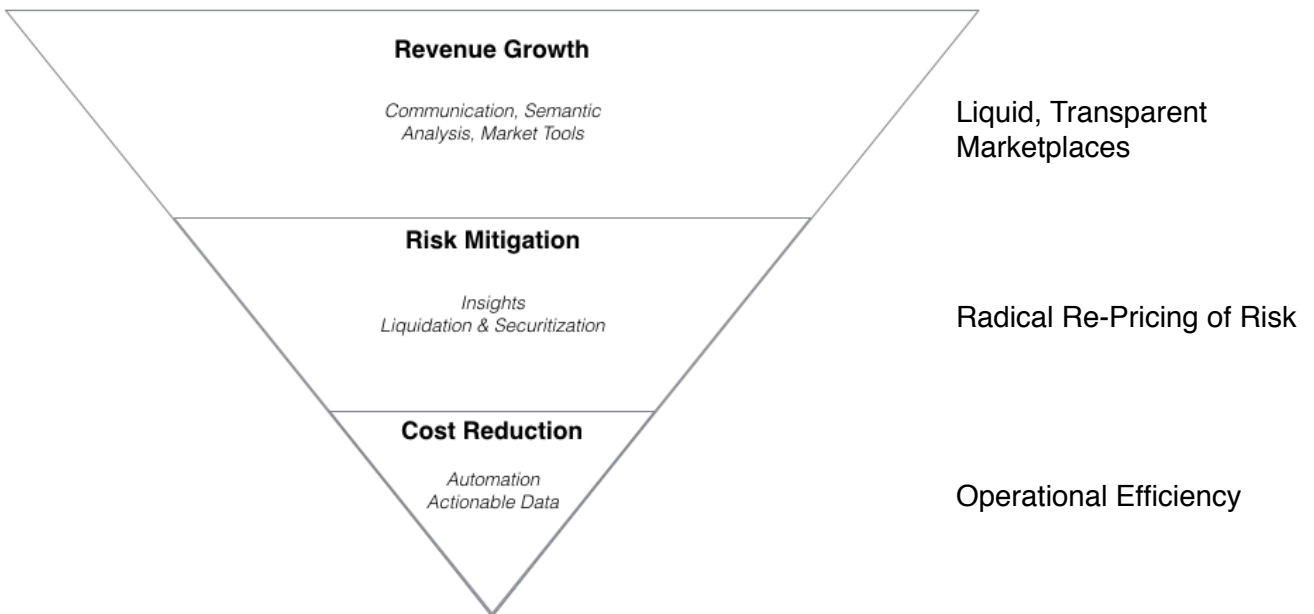 Revenue Growth
Communication, Semantic
Analysis, Market Tools
Liquid, Transparent
Marketplaces
Risk Mitigation
Insights
Liquidation & Securitization
Radical Re-Pricing of Risk
Cost Reduction
Automation
Actionable Data
Operational Efficiency